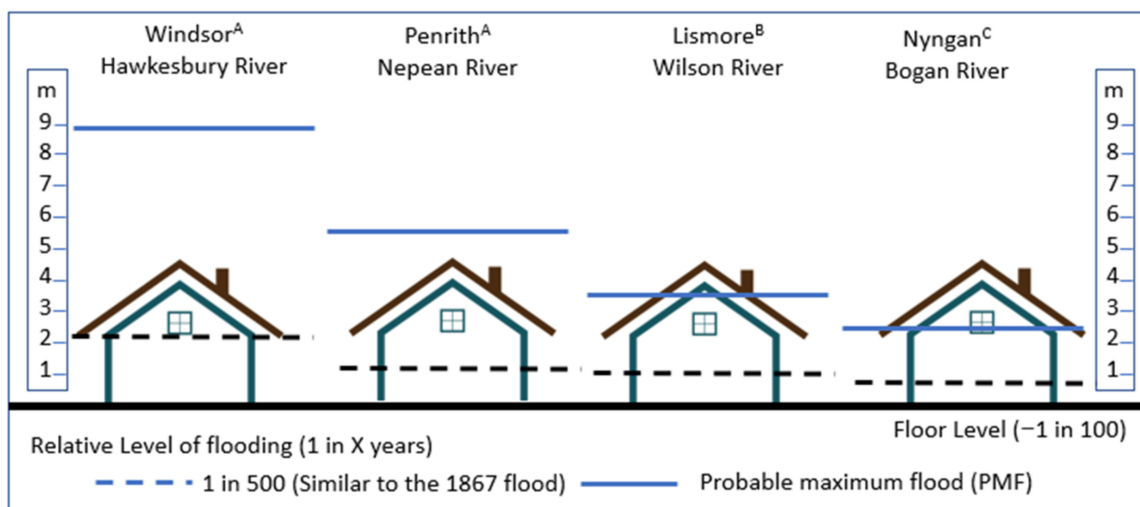 Windsor^A
Hawkesbury River
Penrith^A
Nepean River
Lismore^B
Wilson River
Nyngan^C
Bogan River
m
9
8
7
6
5
4
3
2
1
m
9
8
7
6
5
4
3
2
1
Floor Level (−1 in 100)
Relative Level of flooding (1 in X years)
1 in 500 (Similar to the 1867 flood)
Probable maximum flood (PMF)